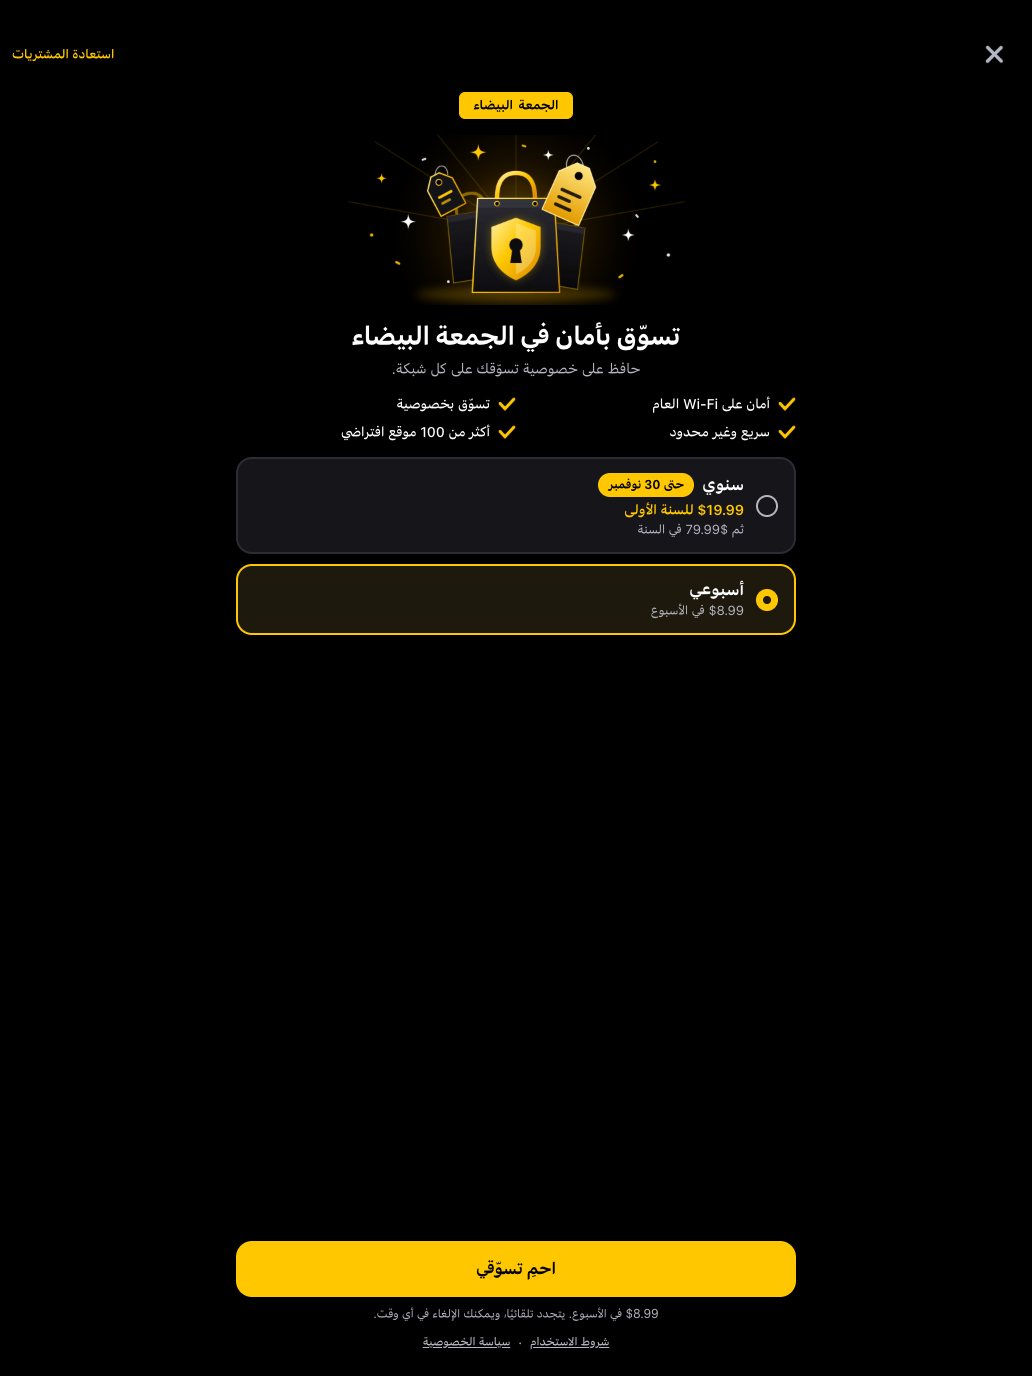 استعادة المشتريات
الجمعة البيضاء
تسوّق بأمان في الجمعة البيضاء
حافظ على خصوصية تسوّقك على كل شبكة.
أمان على Wi-Fi العام
تسوّق بخصوصية
سريع وغير محدود
أكثر من 100 موقع افتراضي
سنوي حتى 30 نوفمبر
$19.99 للسنة الأولى
ثم 79.99$ في السنة
أسبوعي
$8.99 في الأسبوع
احمِ تسوّقي
$8.99 في الأسبوع. يتجدد تلقائيًا، ويمكنك الإلغاء في أي وقت.
شروط الاستخدام · سياسة الخصوصية